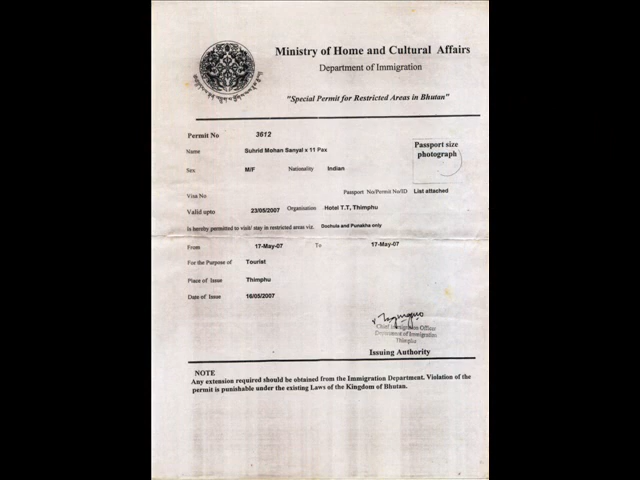 Ministry of Home and Cultural Affairs
Department of Immigration
"Special Permit for Restricted Areas in Bhutan"
Permit No 3612
Name Suhrid Mohan Sanyal x 11 Pax
Passport size
photograph
Sex M/F Nationality Indian
Visa No Passport No/Permit No/ID List attached
Valid upto 23/05/2007 Organisation Hotel T.T, Thimphu
Is hereby permitted to visit/ stay in restricted areas viz. Dochula and Punakha only
From 17-May-07 To 17-May-07
For the Purpose of Tourist
Place of Issue Thimphu
Date of Issue 16/05/2007
Chief Immigration Officer
Department of Immigration
Thimphu
Issuing Authority
NOTE
Any extension required should be obtained from the Immigration Department. Violation of the
permit is punishable under the existing Laws of the Kingdom of Bhutan.